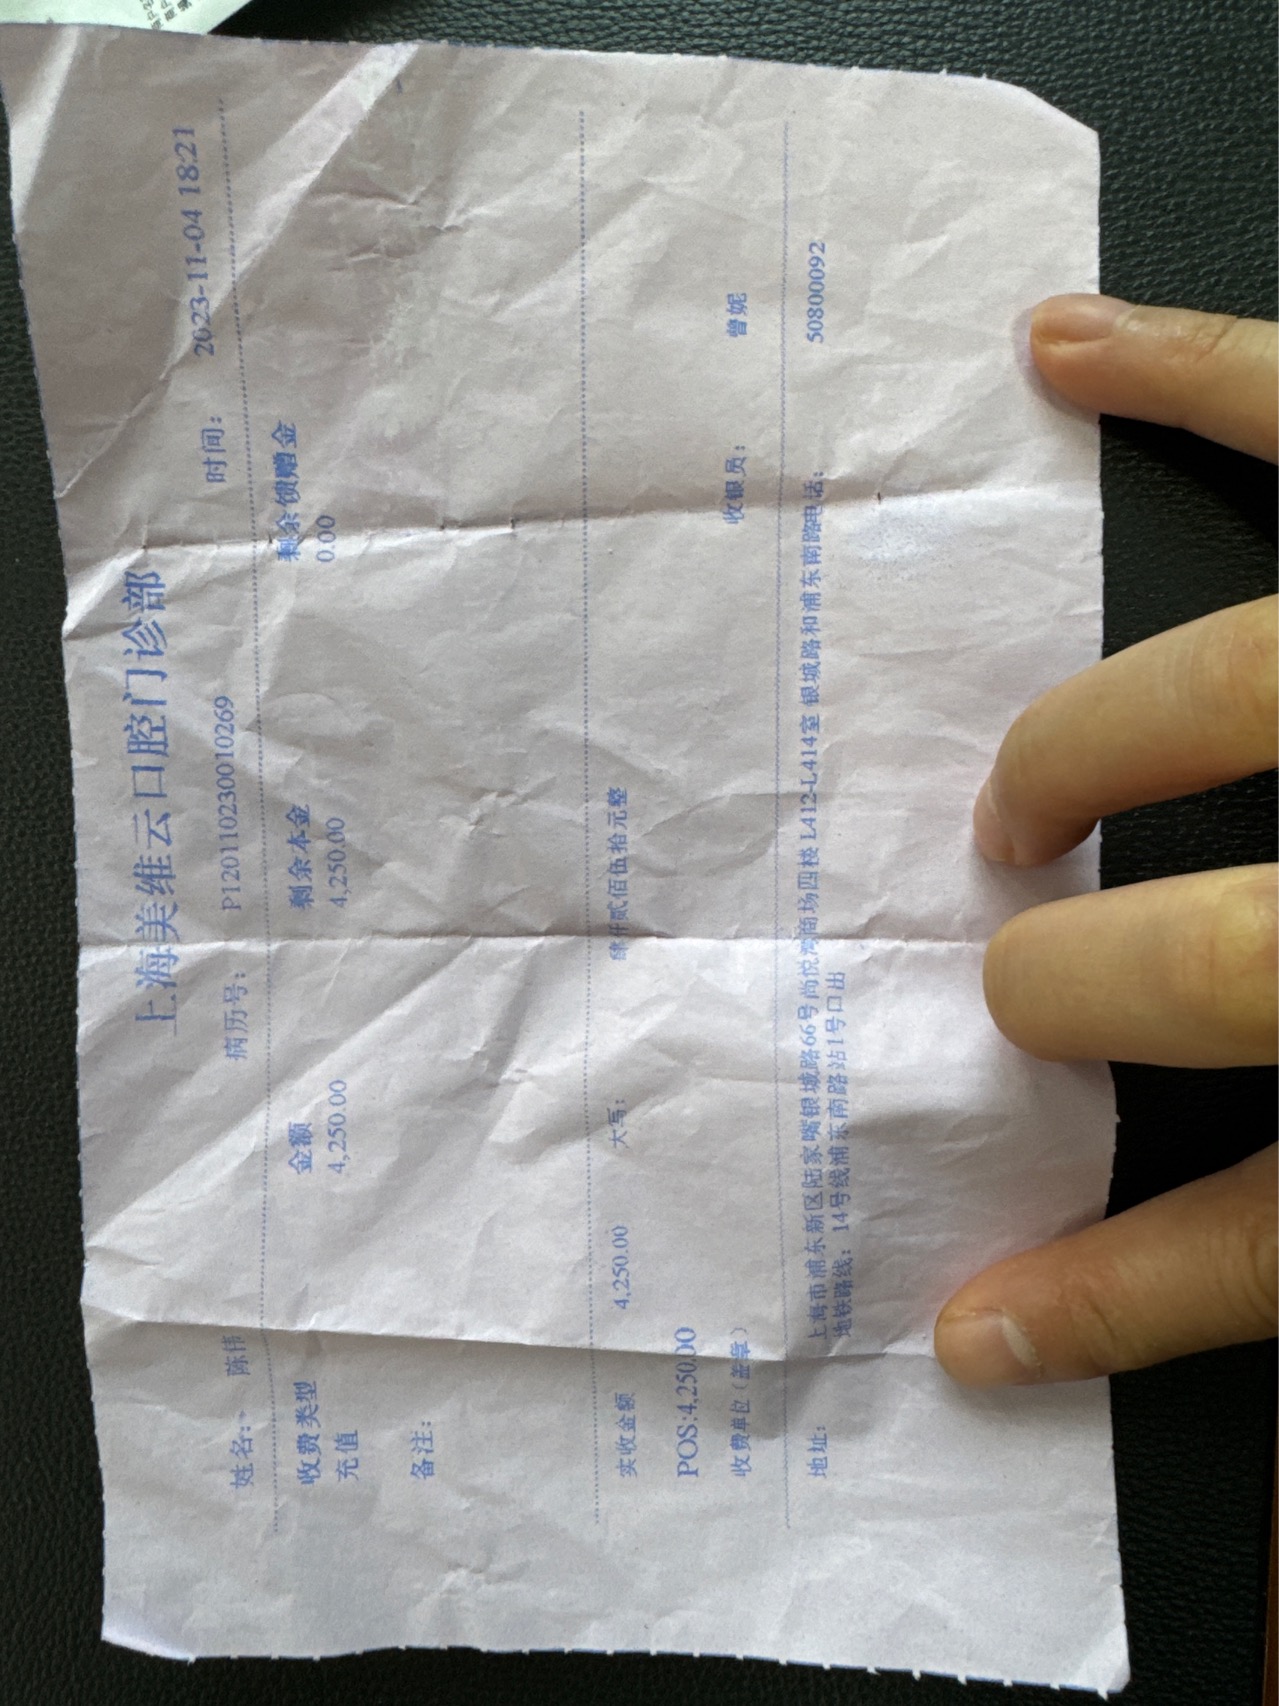 上海美维云口腔门诊部
姓名: 陈伟 病历号: P120110230010269 时间: 2023-11-04 18:21
收费类型 金额 剩余本金 剩余馈赠金
充值 4,250.00 4,250.00 0.00
备注:
实收金额 4,250.00 大写: 肆仟贰佰伍拾元整
POS:4,250.00
收费单位(盖章) 收银员: 曾妮
地址: 上海市浦东新区陆家嘴银城路66号尚悦湾商场四楼 L412-L414室 银城路和浦东南路 电话: 50800092
地铁路线: 14号线浦东南路站1号口出